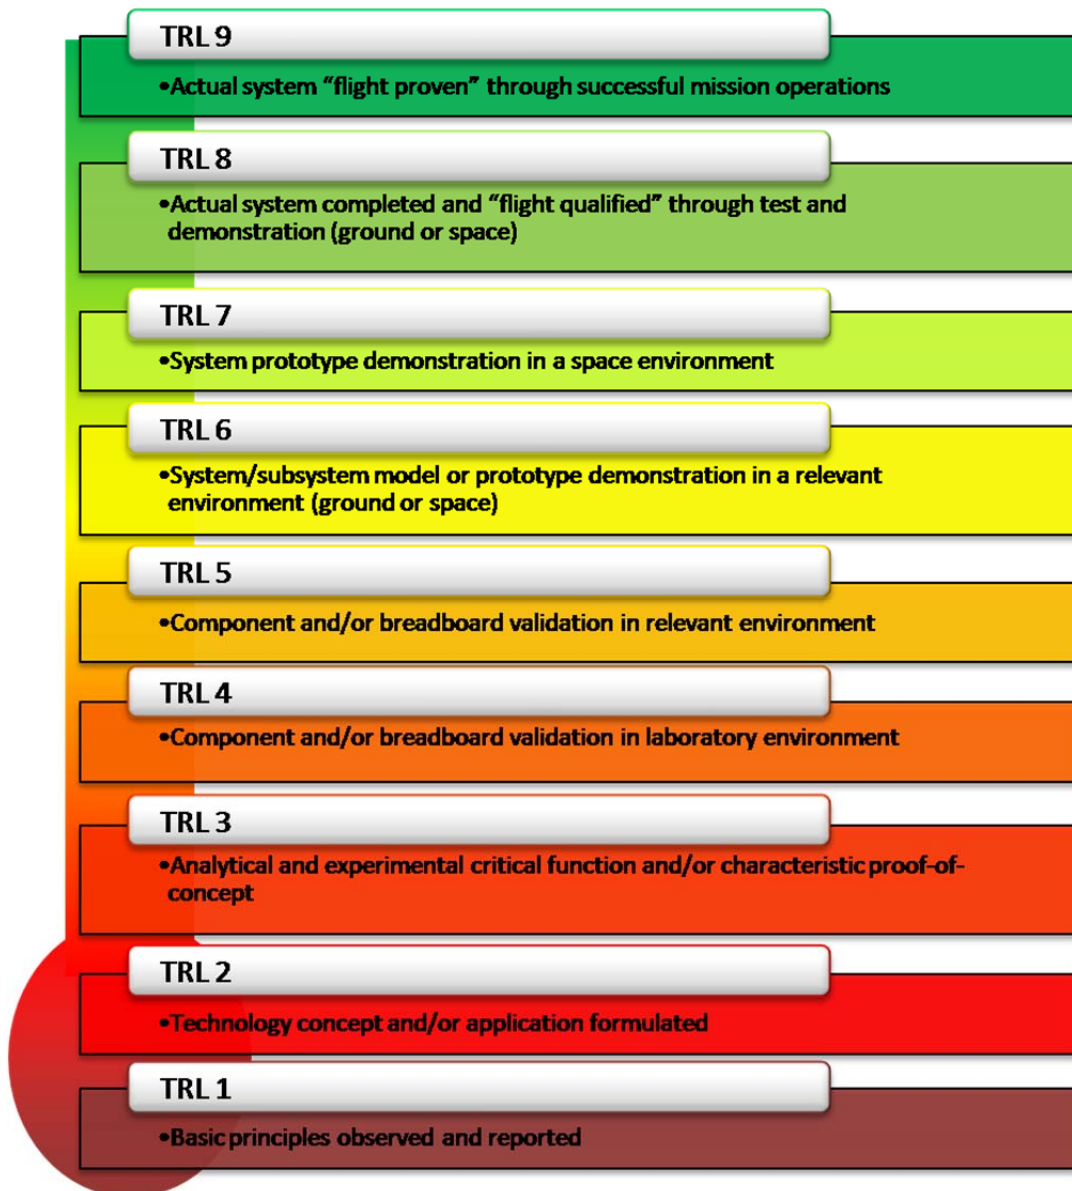 TRL 9
•Actual system “flight proven” through successful mission operations
TRL 8
•Actual system completed and “flight qualified” through test and
demonstration (ground or space)
TRL 7
•System prototype demonstration in a space environment
TRL 6
•System/subsystem model or prototype demonstration in a relevant
environment (ground or space)
TRL 5
•Component and/or breadboard validation in relevant environment
TRL 4
•Component and/or breadboard validation in laboratory environment
TRL 3
•Analytical and experimental critical function and/or characteristic proof-of-
concept
TRL 2
•Technology concept and/or application formulated
TRL 1
•Basic principles observed and reported